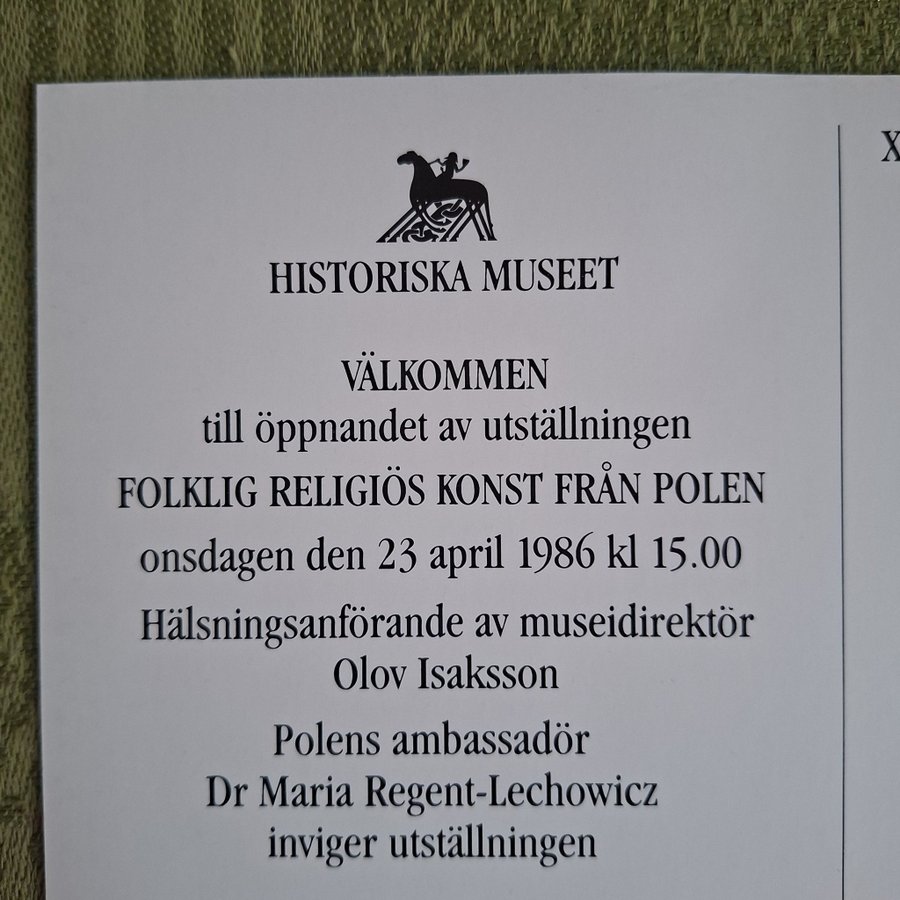 HISTORISKA MUSEET
VÄLKOMMEN
till öppnandet av utställningen
FOLKLIG RELIGIÖS KONST FRÅN POLEN
onsdagen den 23 april 1986 kl 15.00
Hälsningsanförande av museidirektör
Olov Isaksson
Polens ambassadör
Dr Maria Regent-Lechowicz
inviger utställningen
X